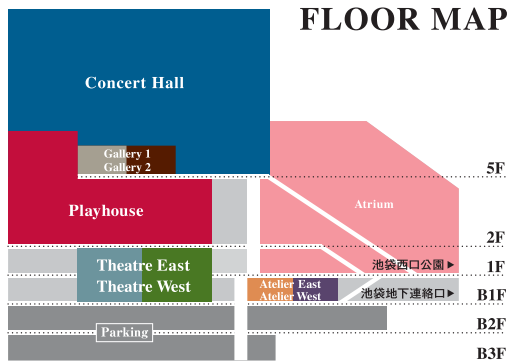 FLOOR MAP
Concert Hall
Gallery 1
Gallery 2
5F
Atrium
Playhouse
2F
池袋西口公園▶
1F
Theatre East
Theatre West
Atelier East
Atelier West
池袋地下連絡口▶
B1F
B2F
Parking
B3F